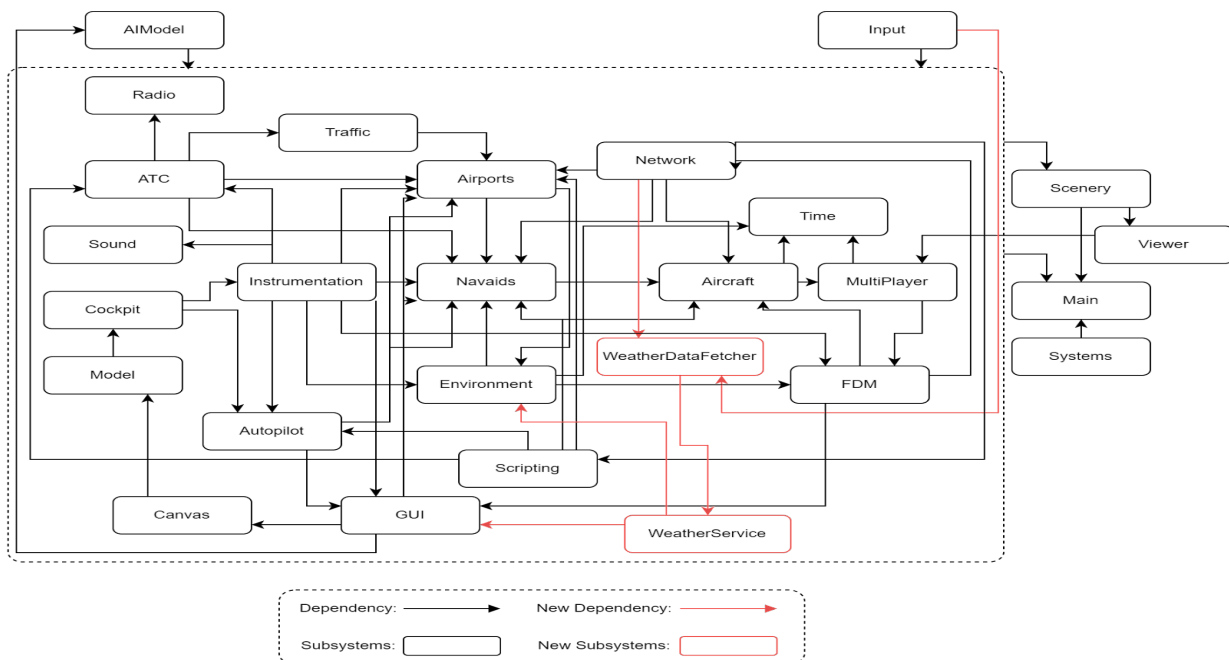 AIModel
Input
Radio
Traffic
Network
ATC
Airports
Scenery
Time
Sound
Viewer
Instrumentation
Navaids
Aircraft
MultiPlayer
Cockpit
Main
WeatherDataFetcher
Systems
Model
Environment
FDM
Autopilot
Scripting
Canvas
GUI
WeatherService
Dependency:
New Dependency:
Subsystems:
New Subsystems: